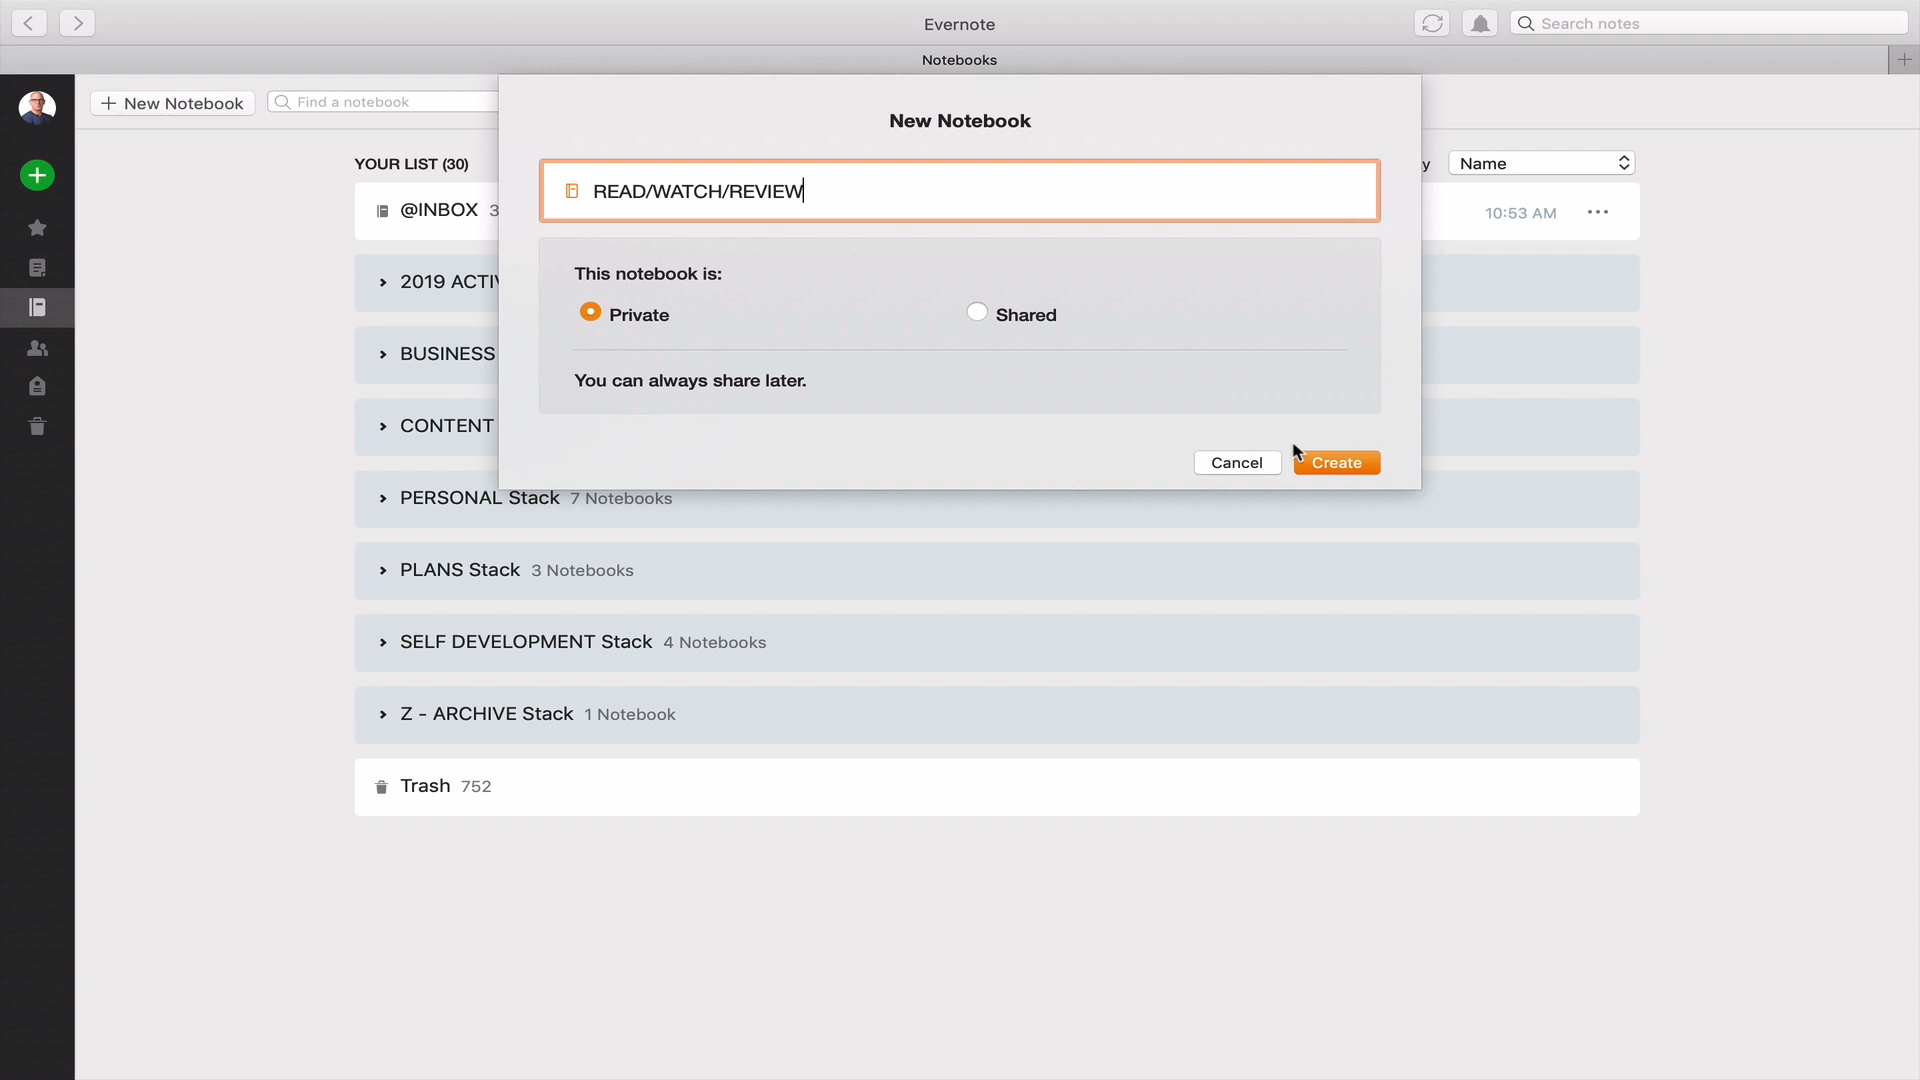 Evernote
Search notes
Notebooks
New Notebook
Find a notebook
New Notebook
READ/WATCH/REVIEW
YOUR LIST (30)
y
Name
@INBOX 3
10:53 AM
This notebook is:
Private
Shared
2019 ACTIV
BUSINESS
You can always share later.
CONTENT
Cancel
Create
PERSONAL Stack 7 Notebooks
PLANS Stack 3 Notebooks
SELF DEVELOPMENT Stack 4 Notebooks
Z - ARCHIVE Stack 1 Notebook
Trash 752